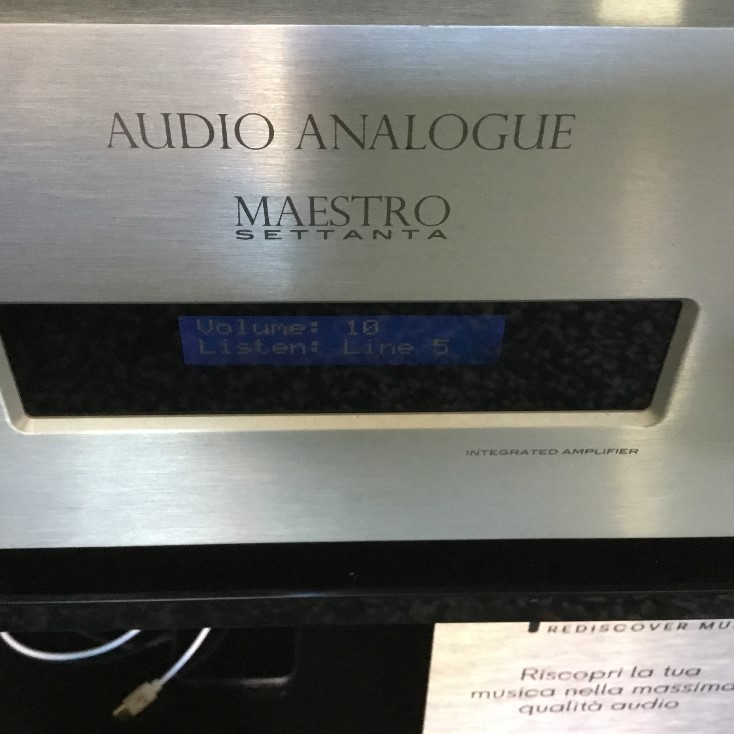 AUDIO ANALOGUE
MAESTRO
SETTANTA
Volume: 10
Listen: Line 5
INTEGRATED AMPLIFIER
REDISCOVER
Riscopri la tua
musica nella massima
qualità audio